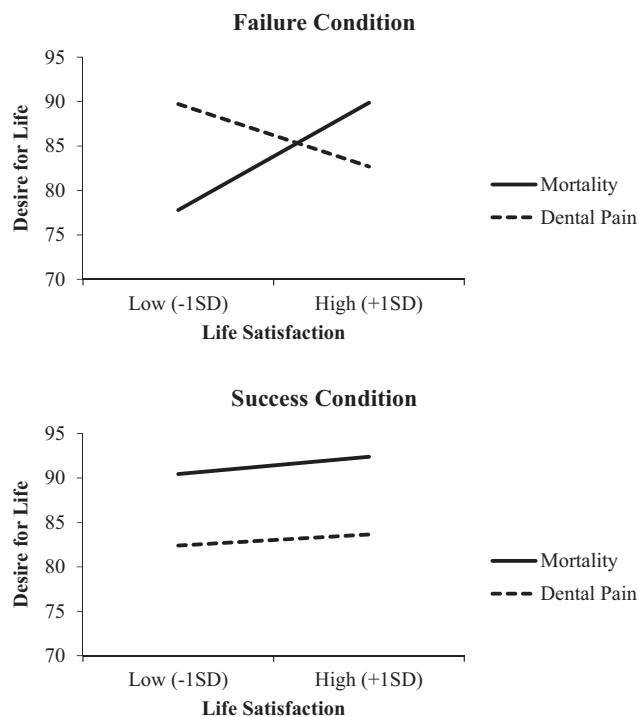 Failure Condition
95
90
85
80
75
70
Desire for Life
Low (-1SD)
High (+1SD)
Life Satisfaction
Mortality
Dental Pain
Success Condition
95
90
85
80
75
70
Desire for Life
Low (-1SD)
High (+1SD)
Life Satisfaction
Mortality
Dental Pain